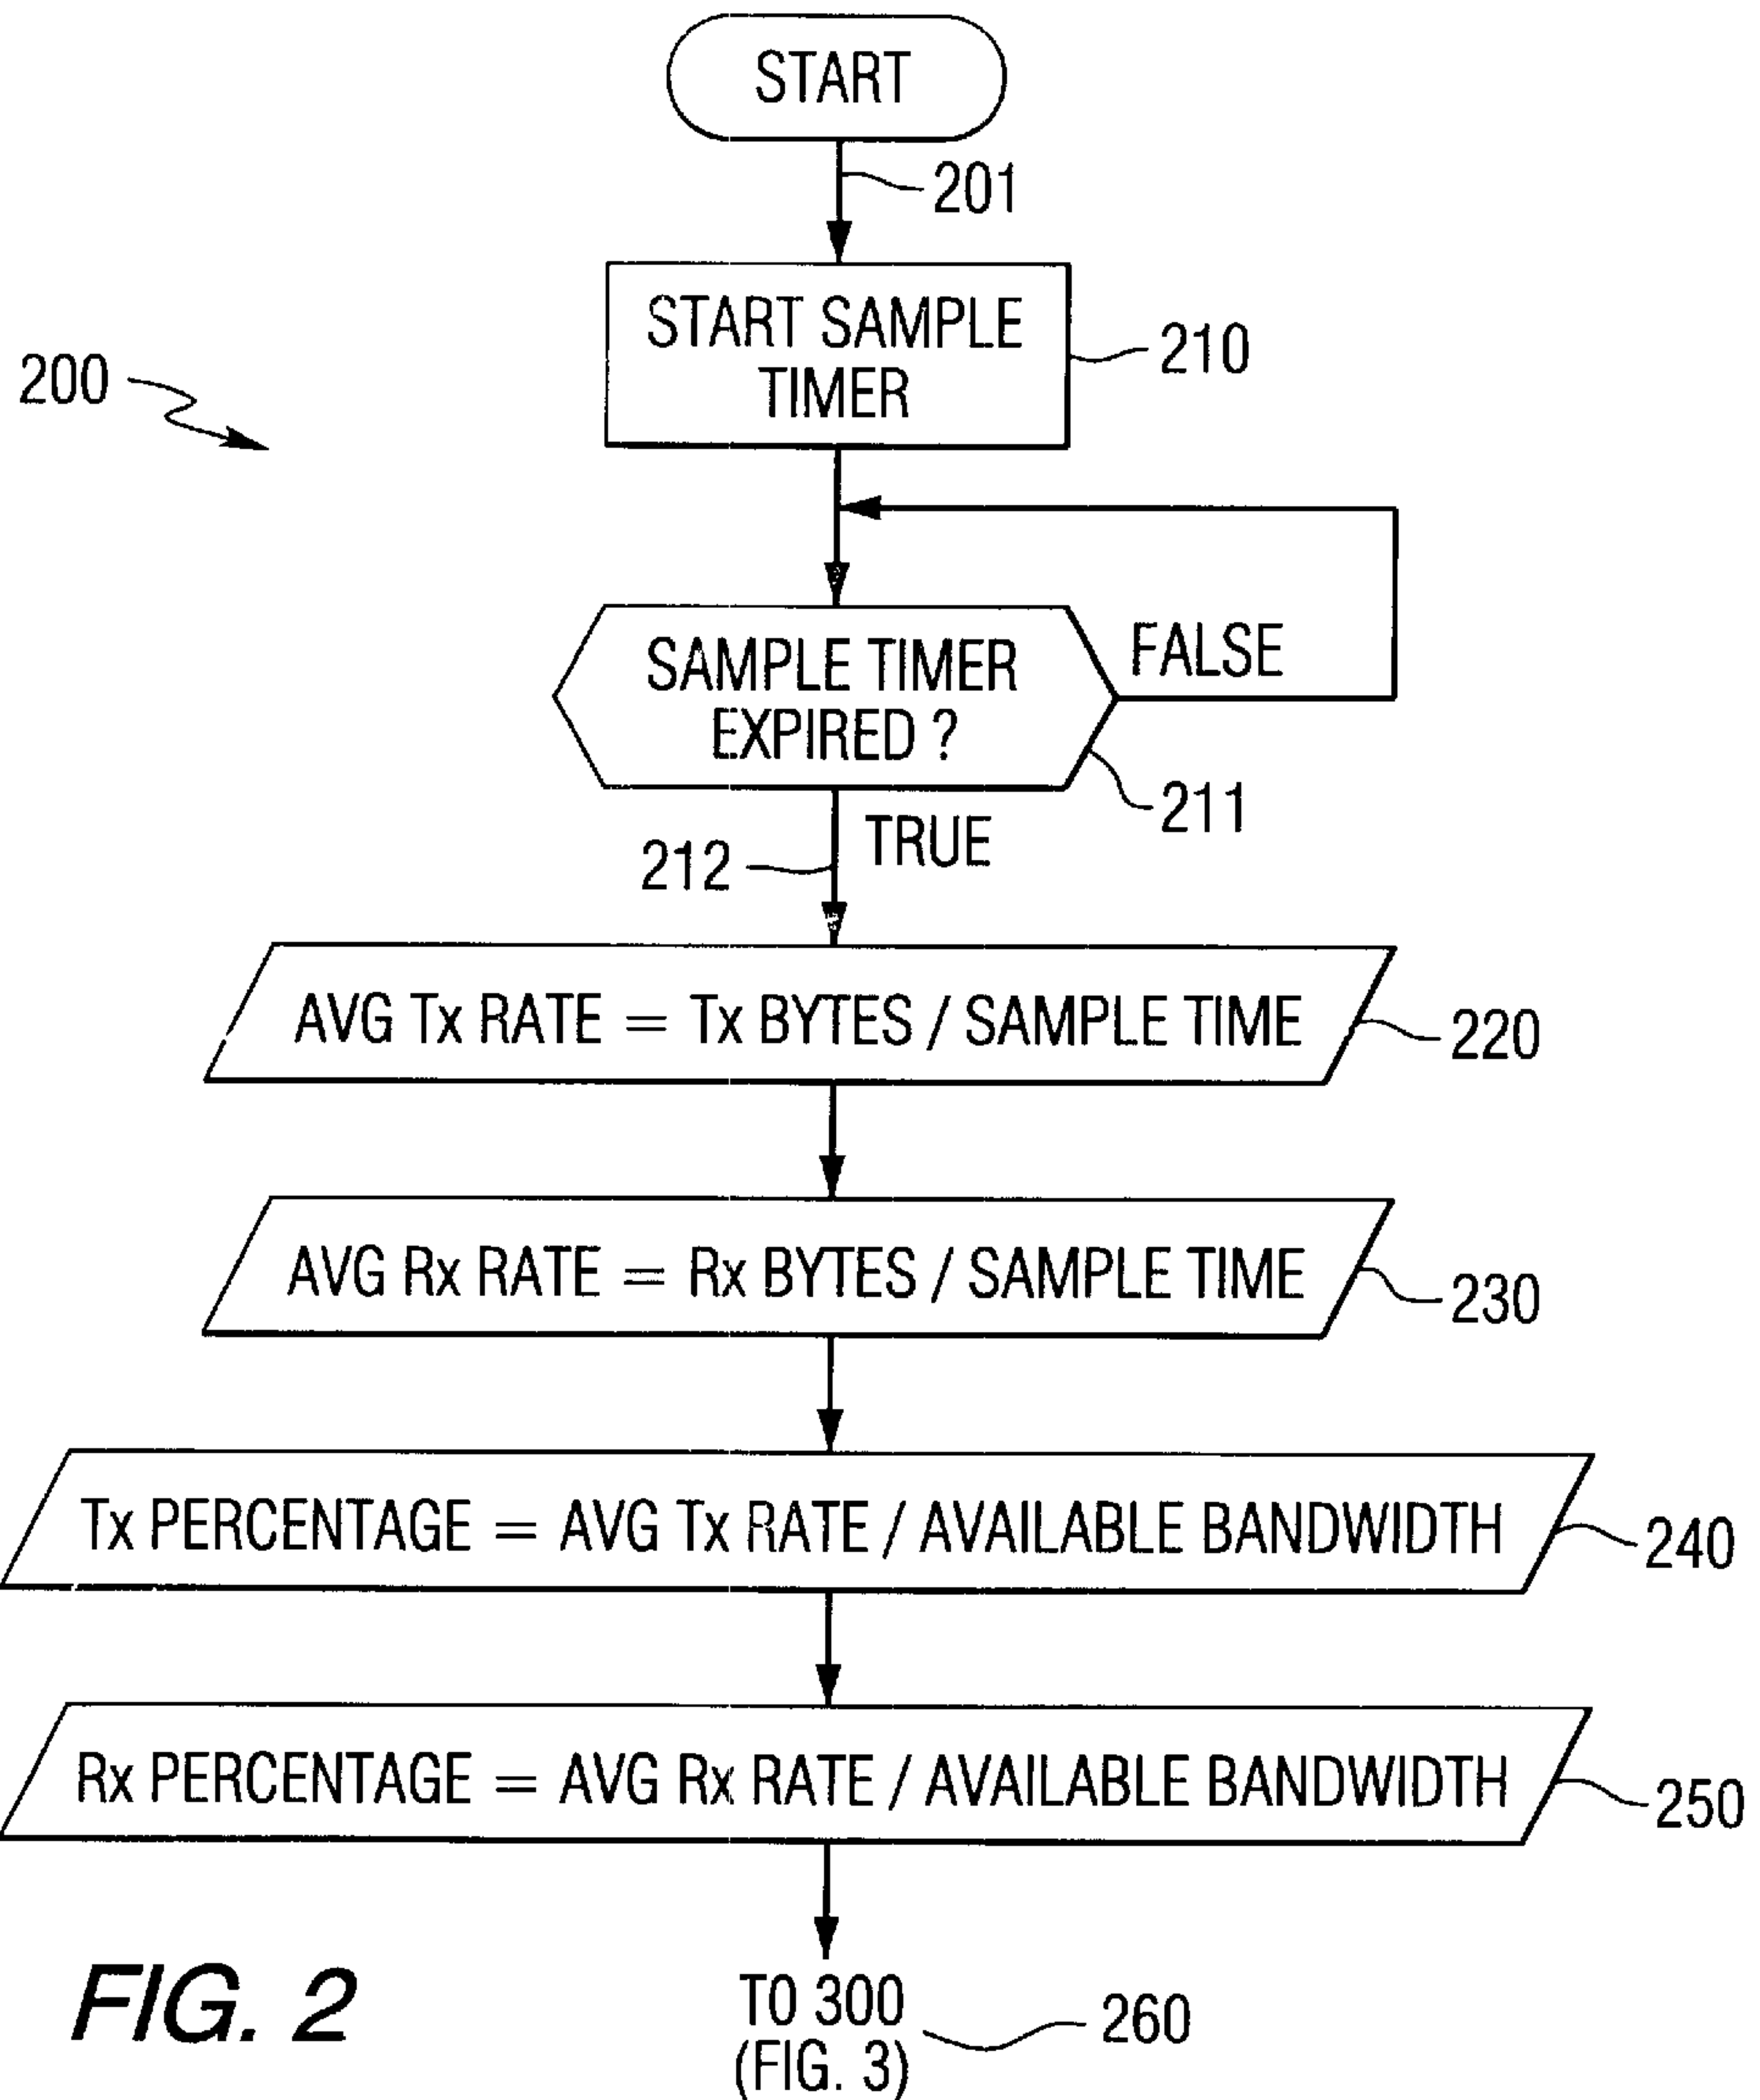 START
201
START SAMPLE
TIMER
210
200
SAMPLE TIMER
EXPIRED ?
FALSE
211
TRUE
212
AVG Tx RATE = Tx BYTES / SAMPLE TIME
220
AVG Rx RATE = Rx BYTES / SAMPLE TIME
230
Tx PERCENTAGE = AVG Tx RATE / AVAILABLE BANDWIDTH
240
Rx PERCENTAGE = AVG Rx RATE / AVAILABLE BANDWIDTH
250
FIG. 2
TO 300
(FIG. 3)
260